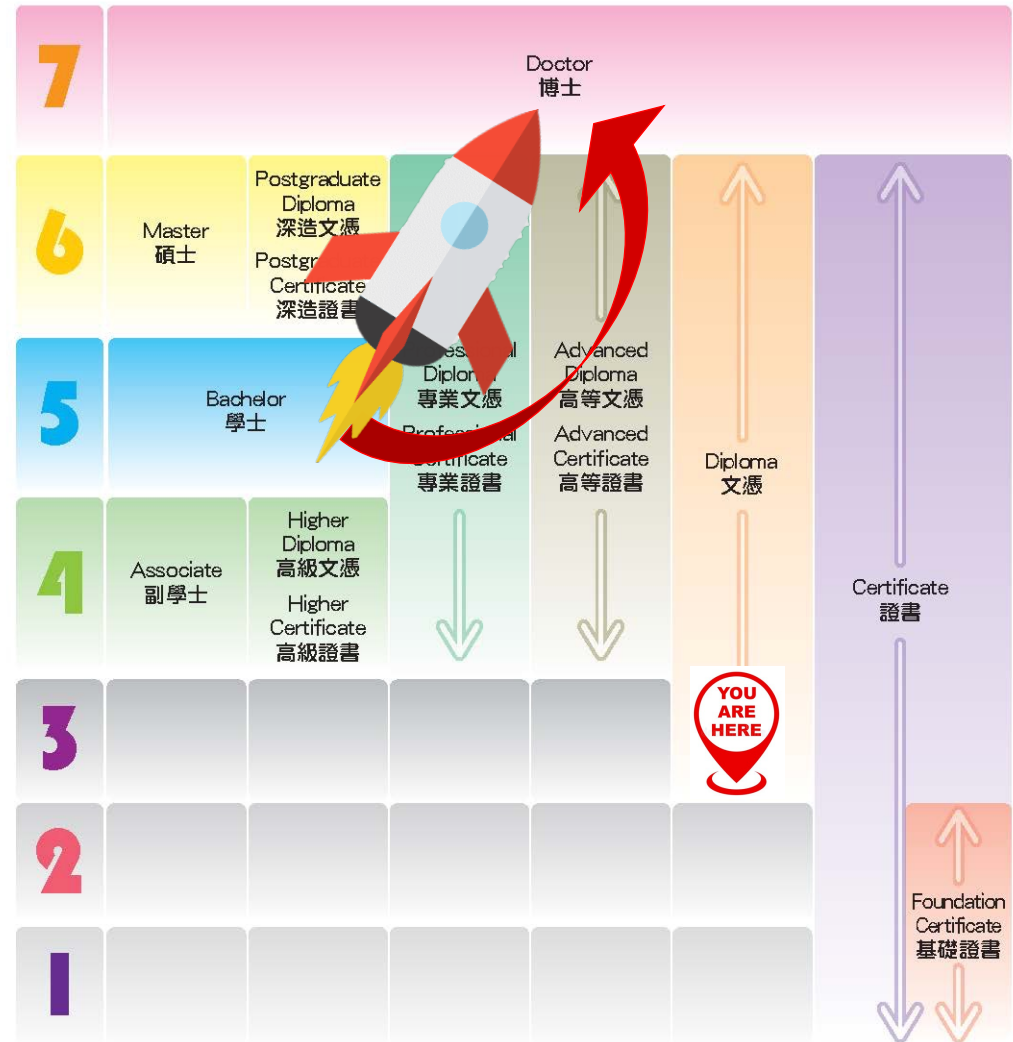 7
Doctor
博士
6
Master
碩士
Postgraduate
Diploma
深造文憑
Certificate
深造證書
5
Bachelor
學士
專業文憑
Certificate
專業證書
Advanced
Diploma
高等文憑
Advanced
Certificate
高等證書
Diploma
文憑
Certificate
證書
4
Associate
副學士
Higher
Diploma
高級文憑
Higher
Certificate
高級證書
3
YOU
ARE
HERE
2
Foundation
Certificate
基礎證書
1